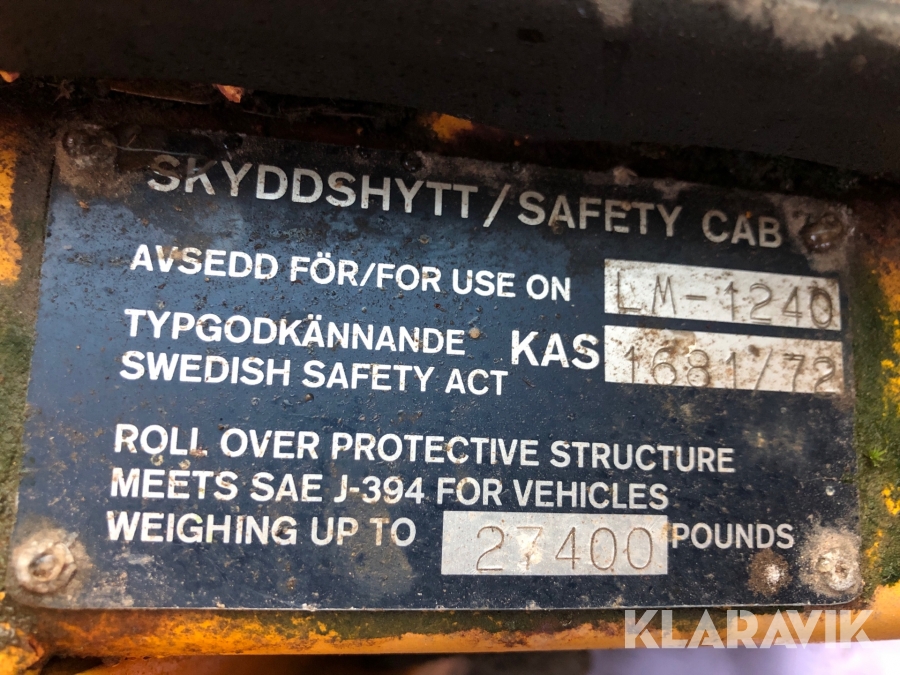 SKYDDSHYTT/SAFETY CAB
AVSEDD FÖR/FOR USE ON LM-1240
TYPGODKÄNNANDE KAS 1681/72
SWEDISH SAFETY ACT
ROLL OVER PROTECTIVE STRUCTURE
MEETS SAE J-394 FOR VEHICLES
WEIGHING UP TO 27400 POUNDS
KLARAVIK